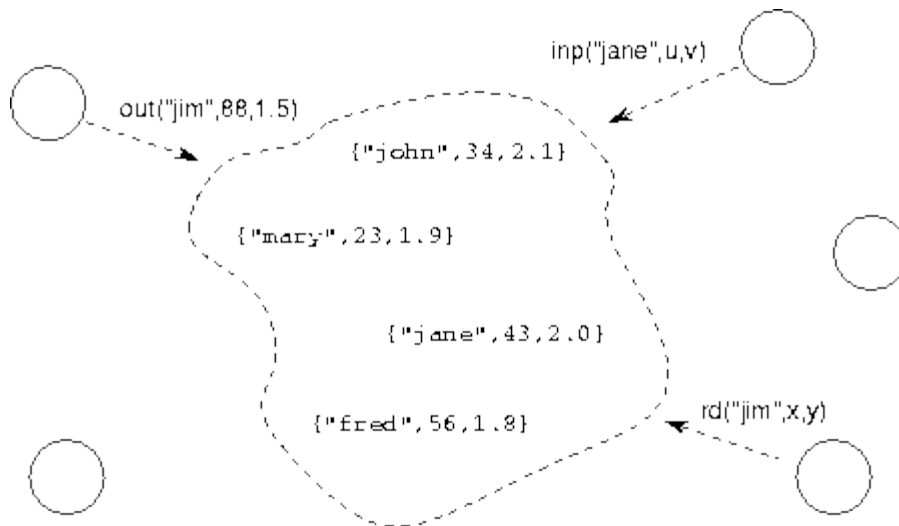 inp("jane",u,v)
out("jim",88,1.5)
{"john",34,2.1}
{"mary",23,1.9}
{"jane",43,2.0}
{"fred",56,1.8}
rd("jim",x,y)